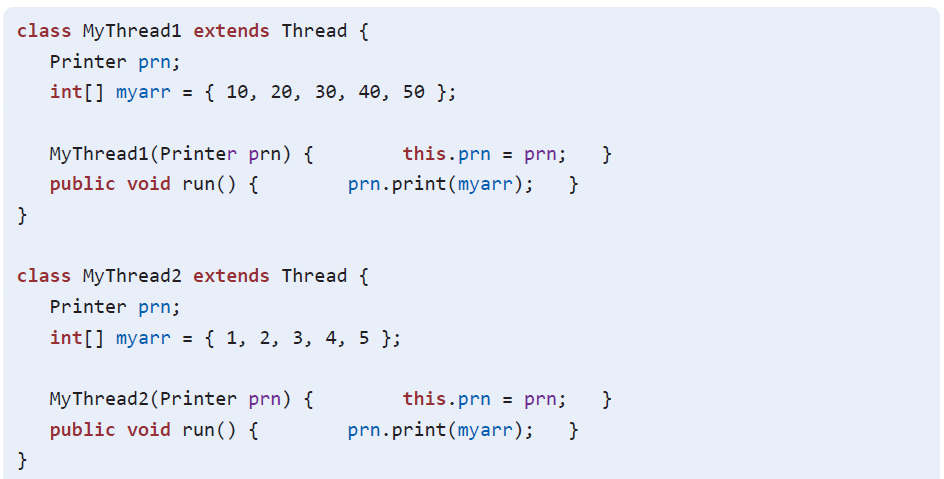 class MyThread1 extends Thread {
   Printer prn;
   int[] myarr = { 10, 20, 30, 40, 50 };

   MyThread1(Printer prn) {        this.prn = prn;   }
   public void run() {        prn.print(myarr);   }
}

class MyThread2 extends Thread {
   Printer prn;
   int[] myarr = { 1, 2, 3, 4, 5 };

   MyThread2(Printer prn) {        this.prn = prn;   }
   public void run() {        prn.print(myarr);   }
}